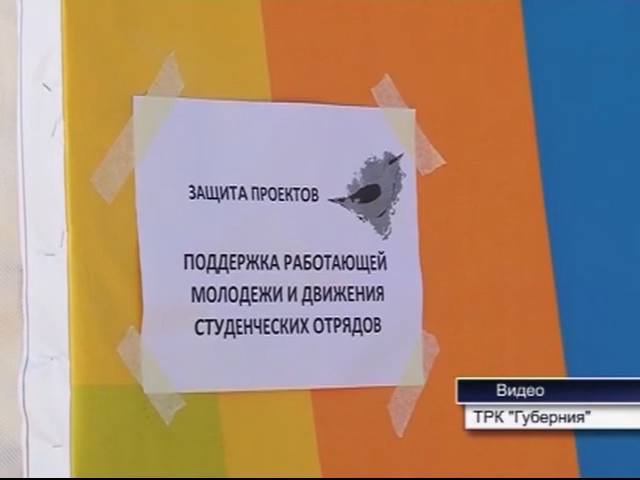 ЗАЩИТА ПРОЕКТОВ
ПОДДЕРЖКА РАБОТАЮЩЕЙ
МОЛОДЕЖИ И ДВИЖЕНИЯ
СТУДЕНЧЕСКИХ ОТРЯДОВ
Видео
ТРК "Губерния"